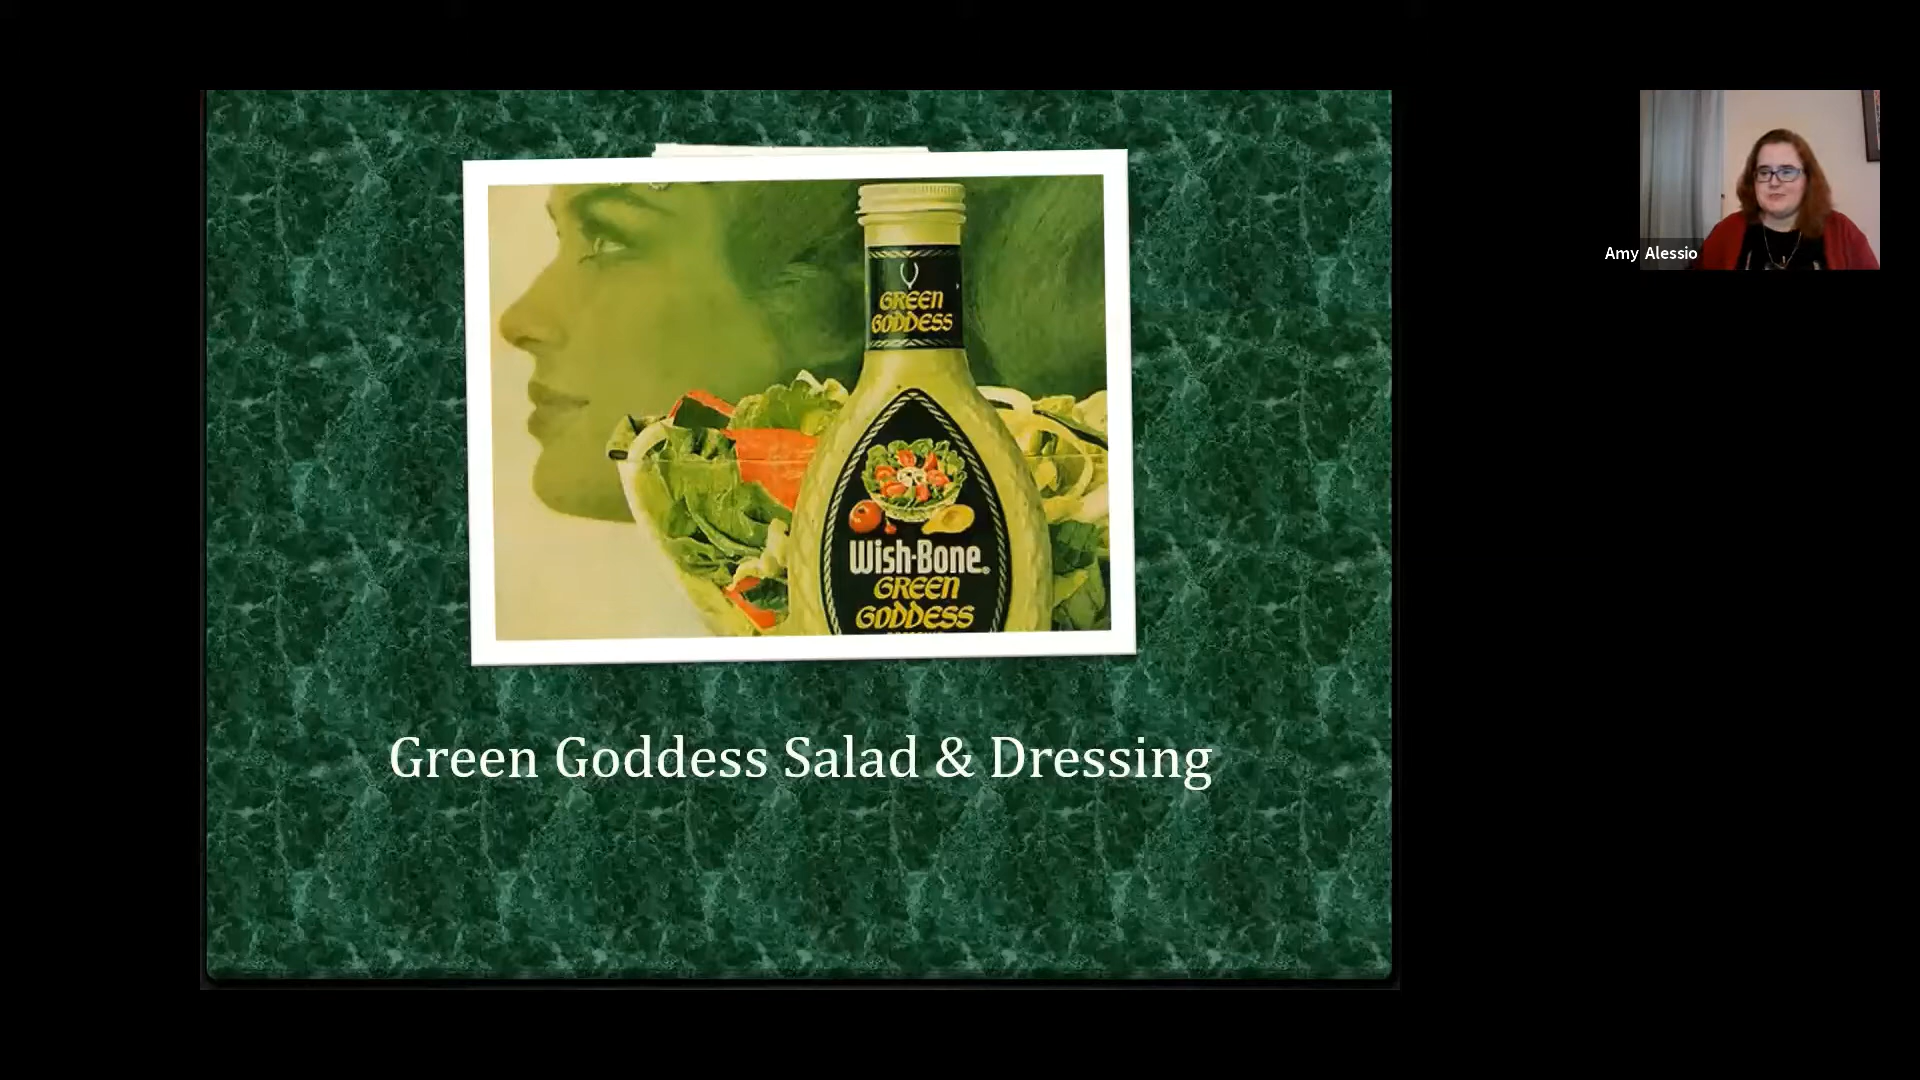 GREEN
GODDESS
Wish-Bone®
GREEN
GODDESS
Green Goddess Salad & Dressing
Amy Alessio